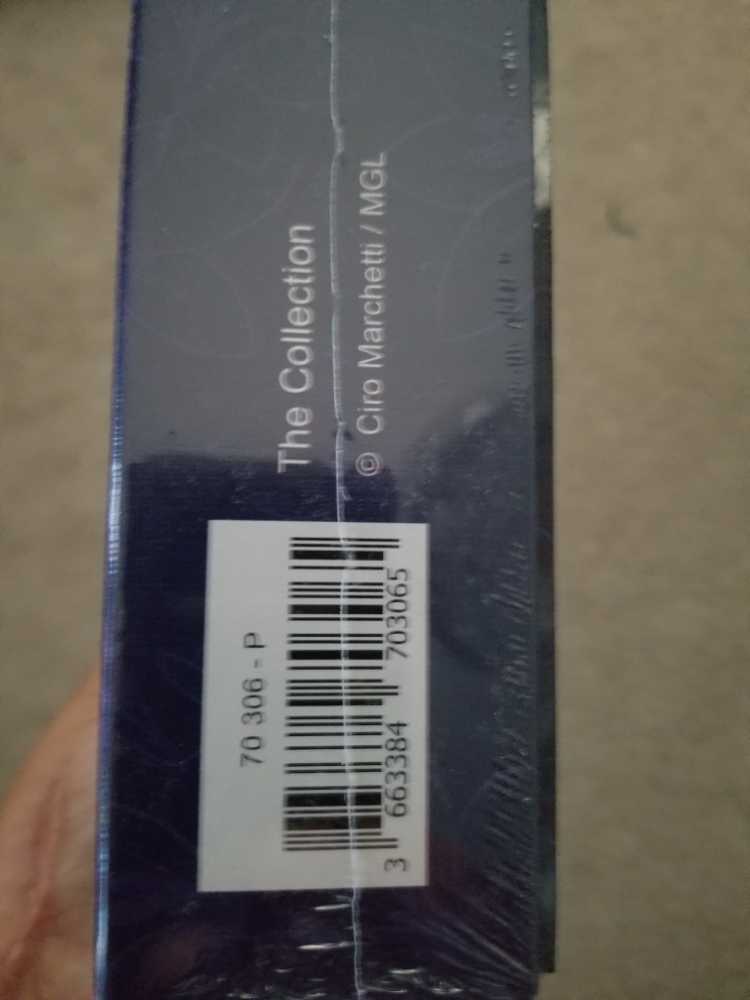 The Collection
© Ciro Marchetti / MGL
70 306 - P
3 663384 703065